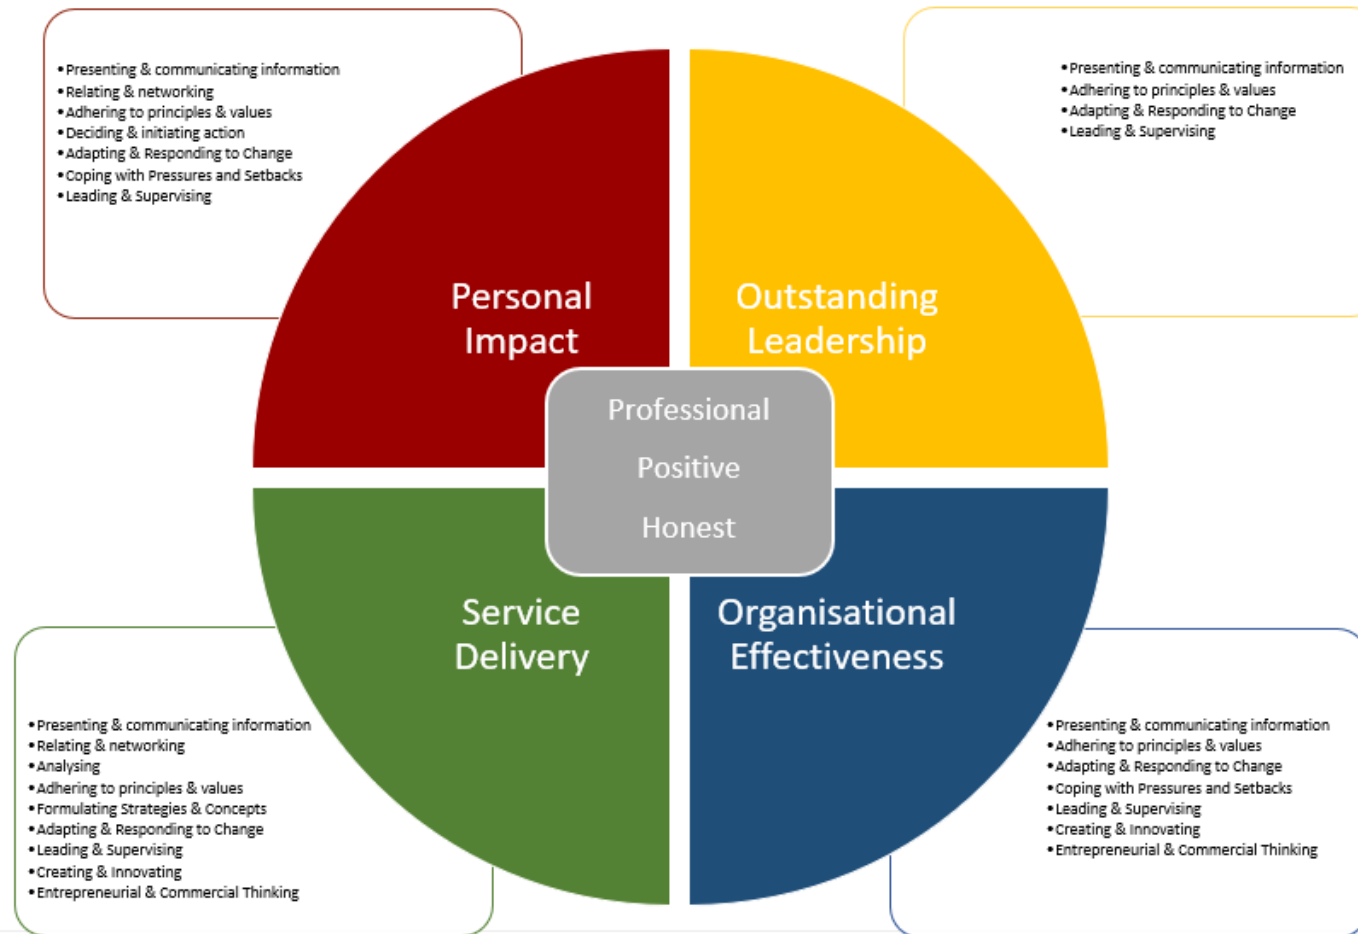 •Presenting & communicating information
•Relating & networking
•Adhering to principles & values
•Deciding & initiating action
•Adapting & Responding to Change
•Coping with Pressures and Setbacks
•Leading & Supervising
•Presenting & communicating information
•Adhering to principles & values
•Adapting & Responding to Change
•Leading & Supervising
Personal
Impact
Outstanding
Leadership
Professional
Positive
Honest
Service
Delivery
Organisational
Effectiveness
•Presenting & communicating information
•Relating & networking
•Analysing
•Adhering to principles & values
•Formulating Strategies & Concepts
•Adapting & Responding to Change
•Leading & Supervising
•Creating & Innovating
•Entrepreneurial & Commercial Thinking
•Presenting & communicating information
•Adhering to principles & values
•Adapting & Responding to Change
•Coping with Pressures and Setbacks
•Leading & Supervising
•Creating & Innovating
•Entrepreneurial & Commercial Thinking